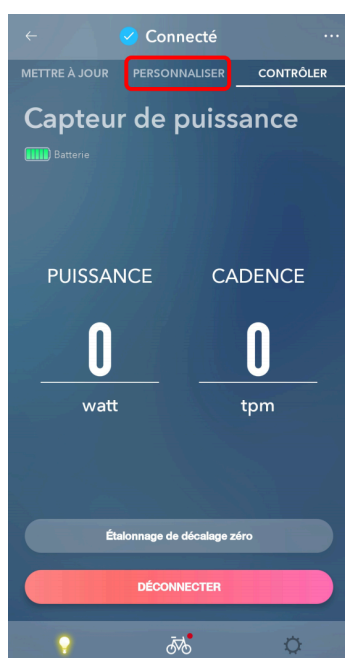 Connecté
METTRE À JOUR PERSONNALISER CONTRÔLER
Capteur de puissance
Batterie
PUISSANCE CADENCE
0 0
watt tpm
Étalonnage de décalage zéro
DÉCONNECTER